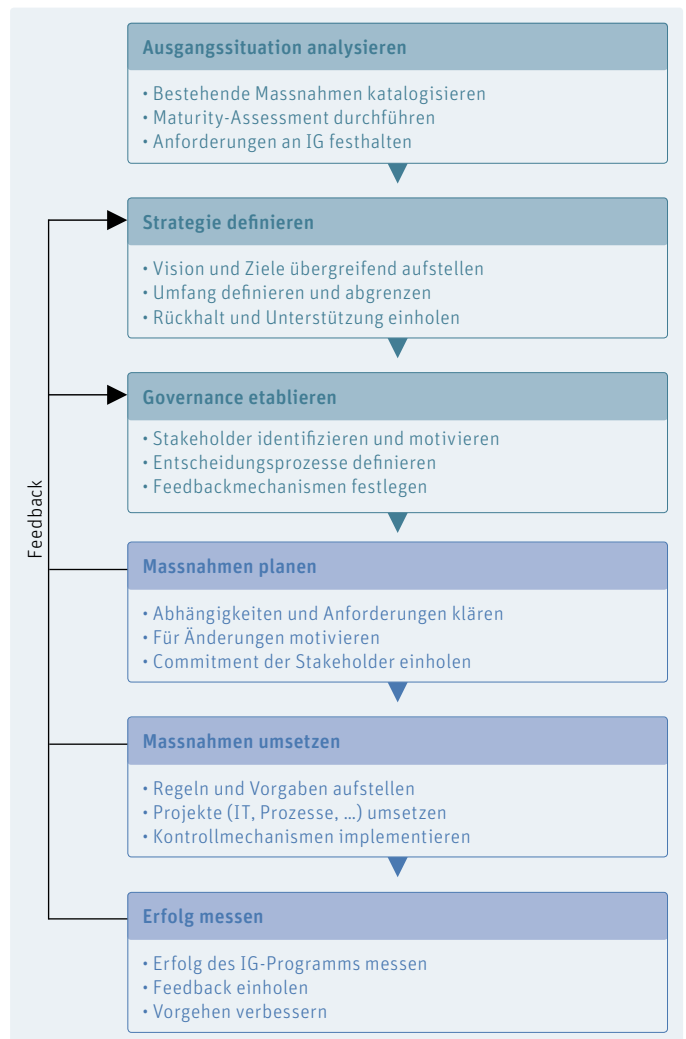 Ausgangssituation analysieren
• Bestehende Massnahmen katalogisieren
• Maturity-Assessment durchführen
• Anforderungen an IG festhalten
Strategie definieren
• Vision und Ziele übergreifend aufstellen
• Umfang definieren und abgrenzen
• Rückhalt und Unterstützung einholen
Governance etablieren
• Stakeholder identifizieren und motivieren
• Entscheidungsprozesse definieren
• Feedbackmechanismen festlegen
Feedback
Massnahmen planen
• Abhängigkeiten und Anforderungen klären
• Für Änderungen motivieren
• Commitment der Stakeholder einholen
Massnahmen umsetzen
• Regeln und Vorgaben aufstellen
• Projekte (IT, Prozesse, ...) umsetzen
• Kontrollmechanismen implementieren
Erfolg messen
• Erfolg des IG-Programms messen
• Feedback einholen
• Vorgehen verbessern